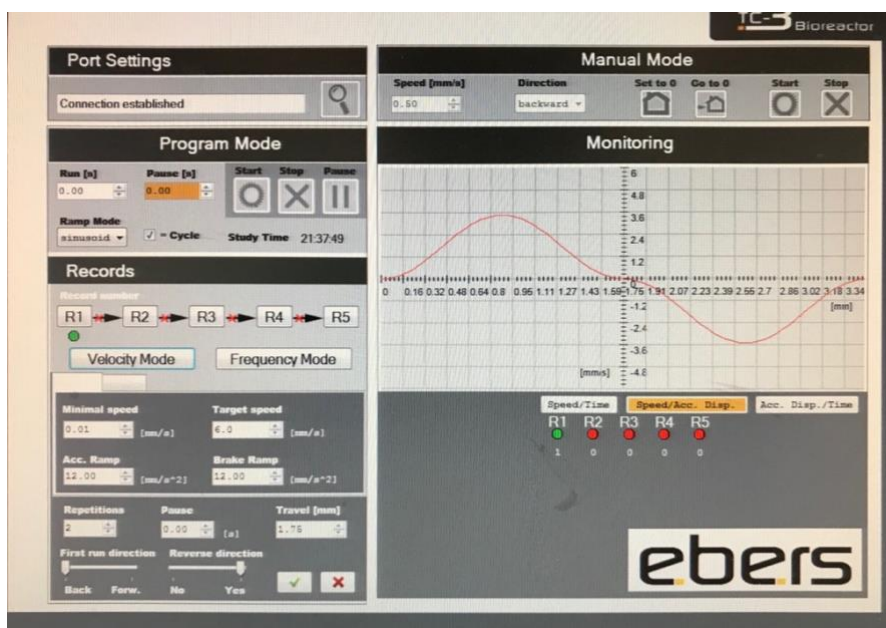 TC-3 Bioreactor
Port Settings
Connection established
Manual Mode
Speed [mm/s] Direction Set to 0 Go to 0 Start Stop
0.50 backward
Program Mode
Run [s] Pause [s] Start Stop Pause
0.00 0.00
Ramp Mode
sinusoid - Cycle Study Time 21:37:49
Monitoring
6
4.8
3.6
2.4
1.2
0
0 0.16 0.32 0.48 0.64 0.8 0.95 1.11 1.27 1.43 1.59 1.75 1.91 2.07 2.23 2.39 2.55 2.7 2.86 3.02 3.18 3.34
[mm]
-1.2
-2.4
-3.6
[mm/s] -4.8
Records
Record number
R1 R2 R3 R4 R5
Velocity Mode Frequency Mode
Minimal speed Target speed
0.01 [mm/s] 6.0 [mm/s]
Acc. Ramp Brake Ramp
12.00 [mm/s^2] 12.00 [mm/s^2]
Repetitions Pause Travel [mm]
2 0.00 [s] 1.75
First run direction Reverse direction
Back Forw. No Yes
Speed/Time Speed/Acc. Disp. Acc. Disp./Time
R1 R2 R3 R4 R5
1 0 0 0 0
ebers